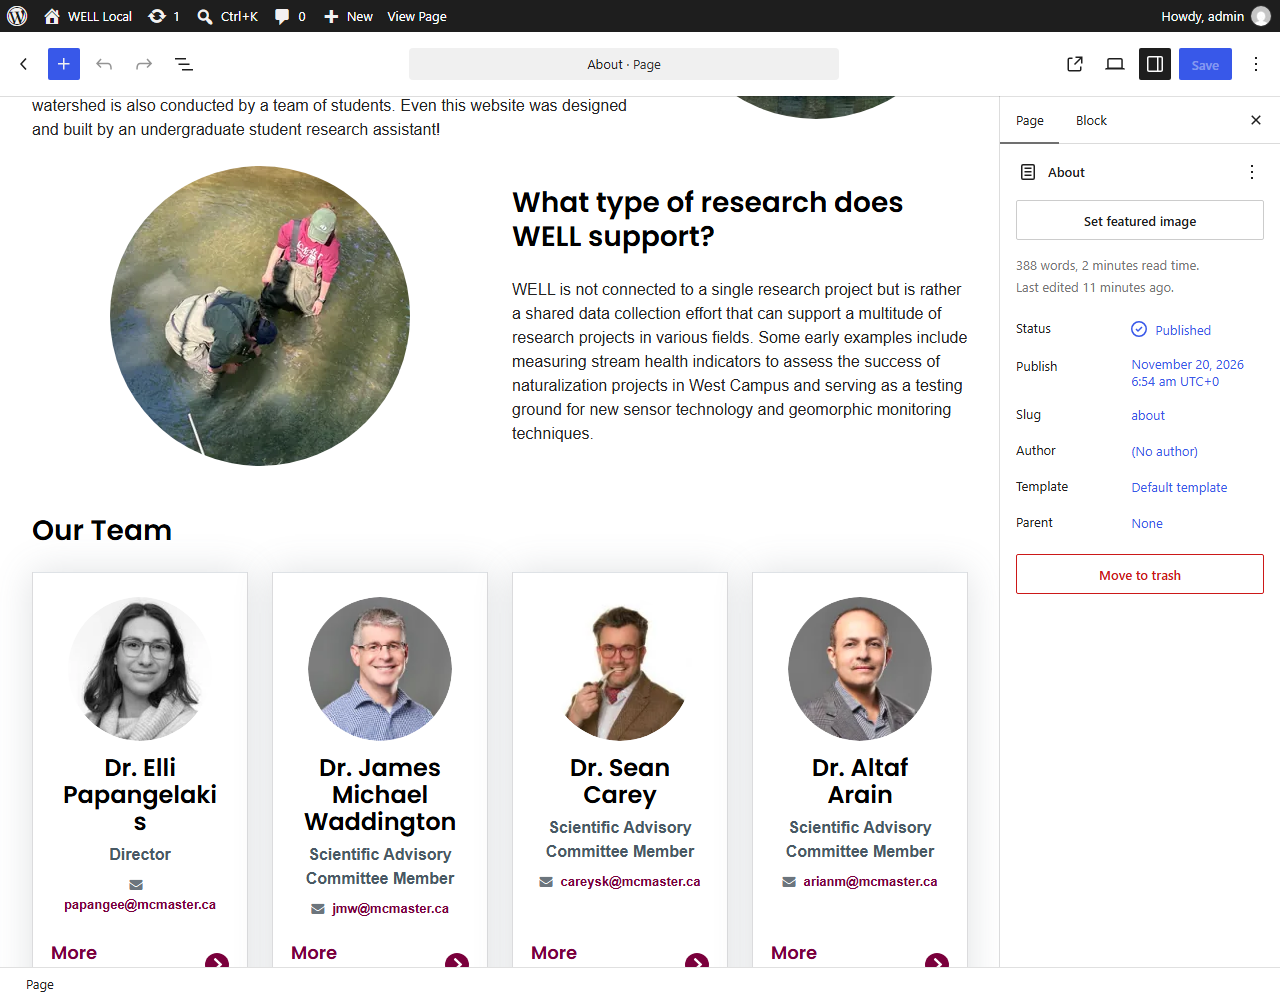 WELL Local
1
Ctrl+K
0
New
View Page
Howdy, admin
About · Page
Save
watershed is also conducted by a team of students. Even this website was designed
and built by an undergraduate student research assistant!
What type of research does
WELL support?
WELL is not connected to a single research project but is rather
a shared data collection effort that can support a multitude of
research projects in various fields. Some early examples include
measuring stream health indicators to assess the success of
naturalization projects in West Campus and serving as a testing
ground for new sensor technology and geomorphic monitoring
techniques.
Our Team
Dr. Elli
Papangelaki
s
Director
papangee@mcmaster.ca
More
Dr. James
Michael
Waddington
Scientific Advisory
Committee Member
jmw@mcmaster.ca
More
Dr. Sean
Carey
Scientific Advisory
Committee Member
careysk@mcmaster.ca
More
Dr. Altaf
Arain
Scientific Advisory
Committee Member
arianm@mcmaster.ca
More
Page
Block
About
Set featured image
388 words, 2 minutes read time.
Last edited 11 minutes ago.
Status
Published
Publish
November 20, 2026
6:54 am UTC+0
Slug
about
Author
(No author)
Template
Default template
Parent
None
Move to trash
Page